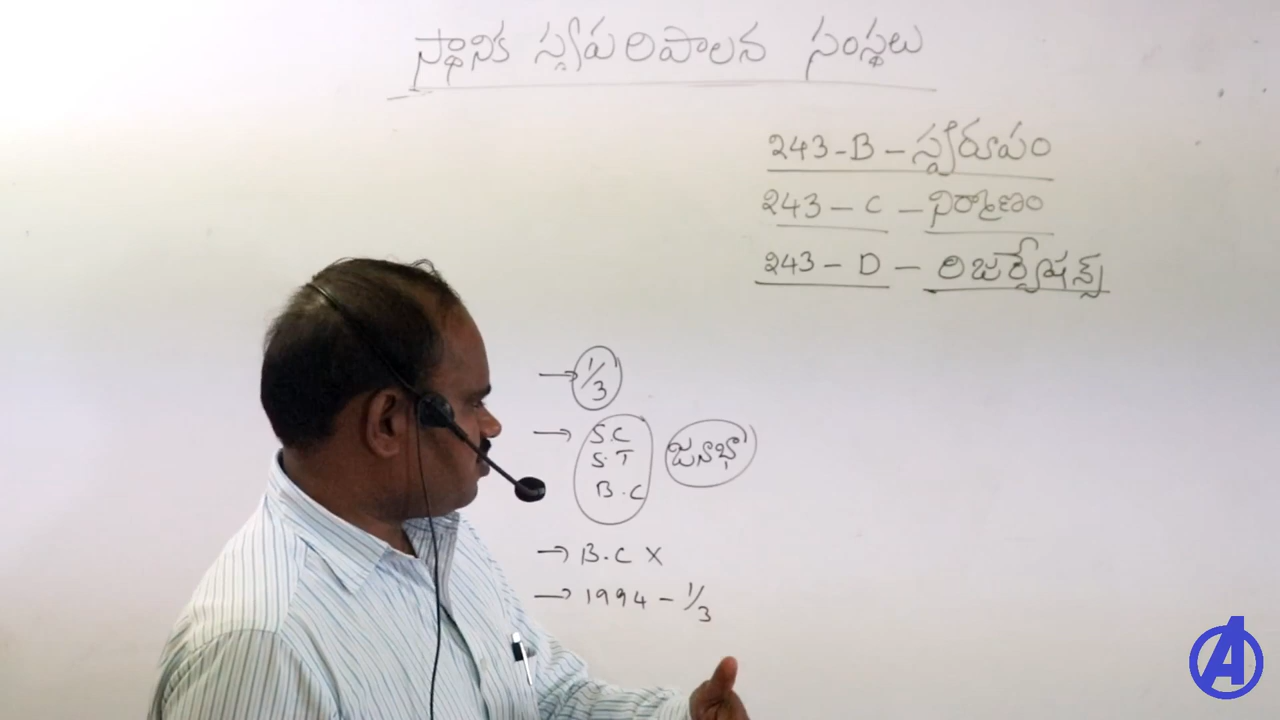 స్థానిక స్వపరిపాలన సంస్థలు
243-B-స్వరూపం
243-C-నిర్మాణం
243-D-రిజర్వేషన్స్
→ 1/3
→ S.C
S.T
B.C
జనాభా
→ B.C X
→ 1994 - 1/3
A